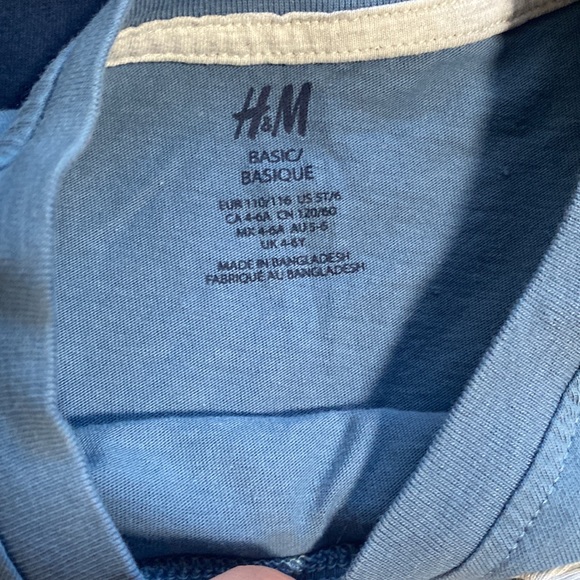 H&M
BASIC/
BASIQUE
EUR 110/116 US 5T/6
CA 4-6A CN 120/60
MX 4-6A AU 5-6
UK 4-6Y
MADE IN BANGLADESH
FABRIQUÉ AU BANGLADESH